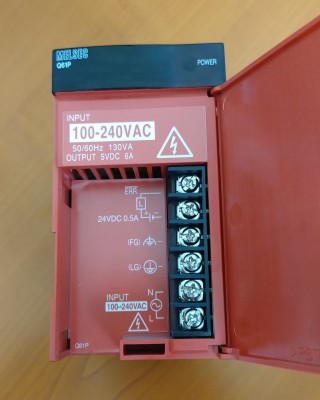 MELSEC
Q61P
POWER
INPUT
100-240VAC
50/60Hz 130VA
OUTPUT 5VDC 6A
ERR.
L
24VDC 0.5A
(FG)
(LG)
INPUT
100-240VAC
N
L
Q61P